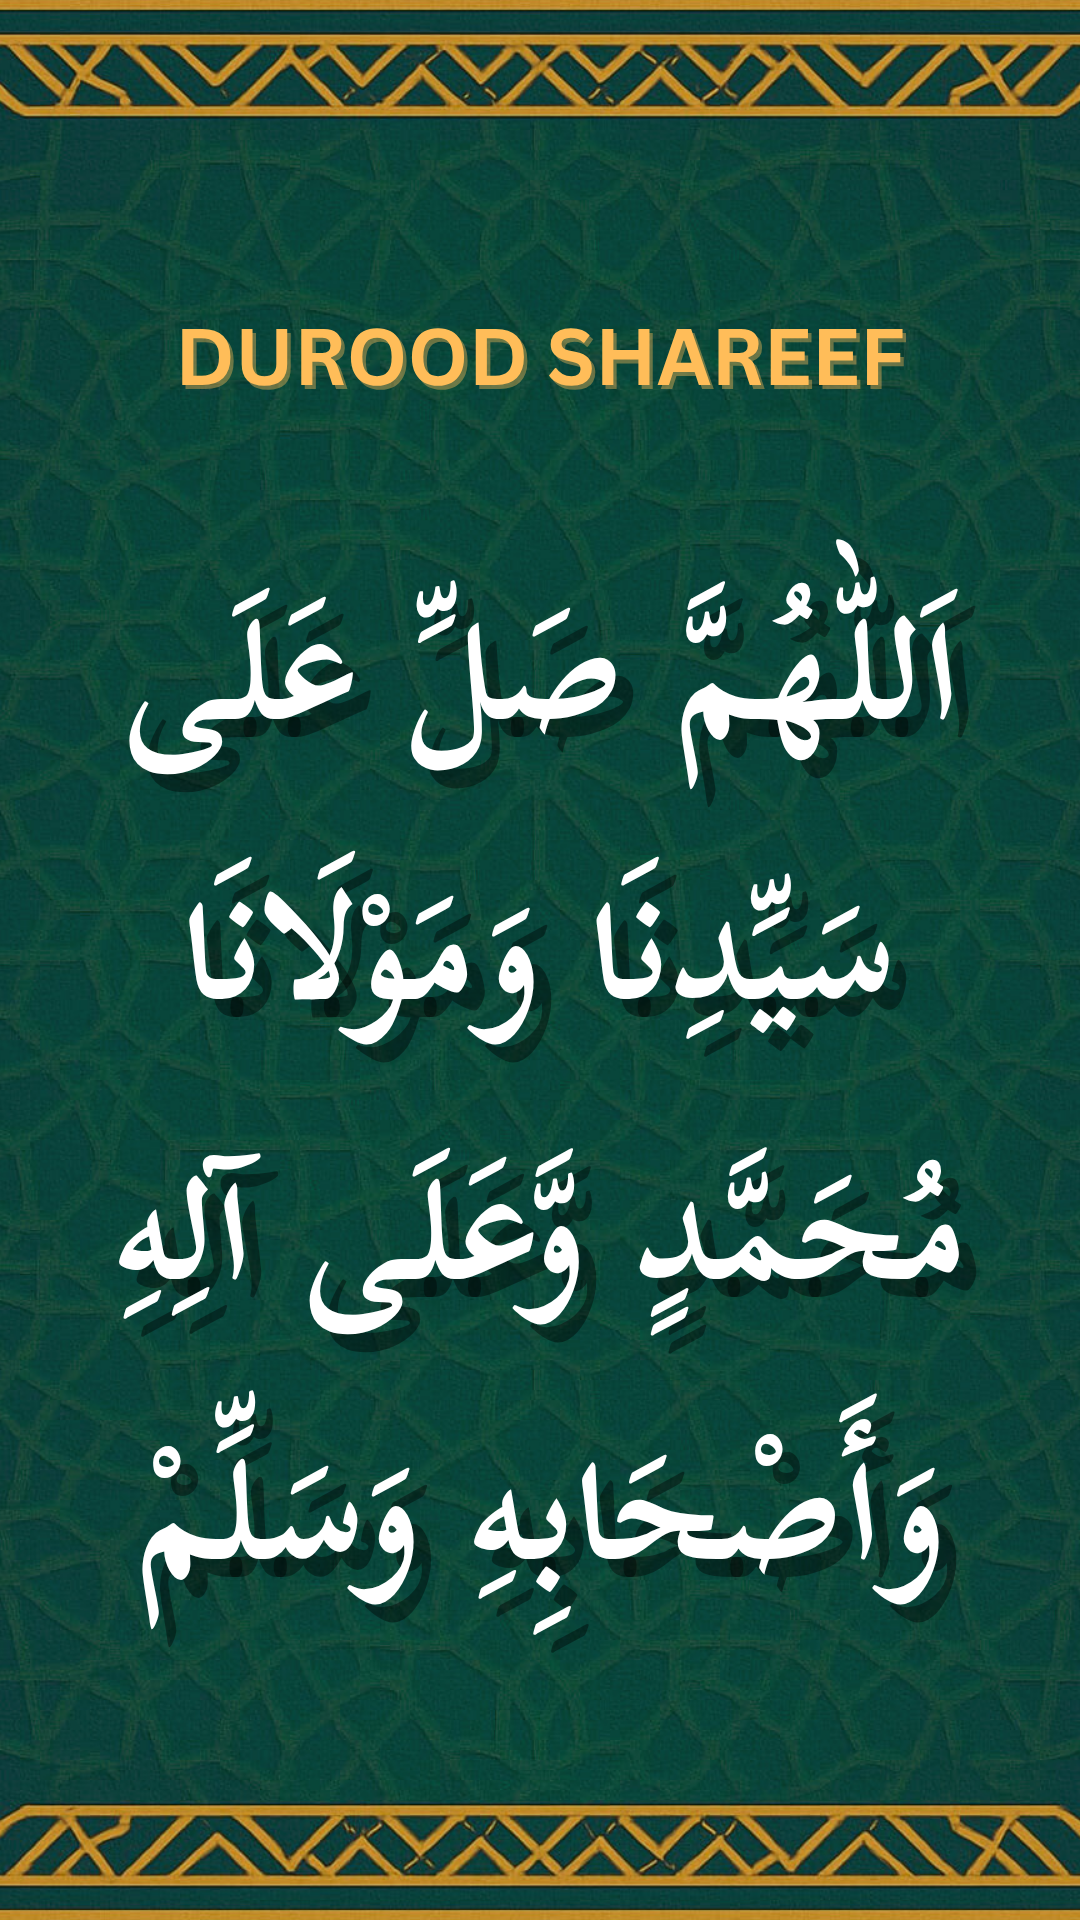 DUROOD SHAREEF
اَللّٰهُمَّ صَلِّ عَلَى
سَيِّدِنَا وَمَوْلَانَا
مُحَمَّدٍ وَّعَلَى آلِهِ
وَأَصْحَابِهِ وَسَلِّمْ